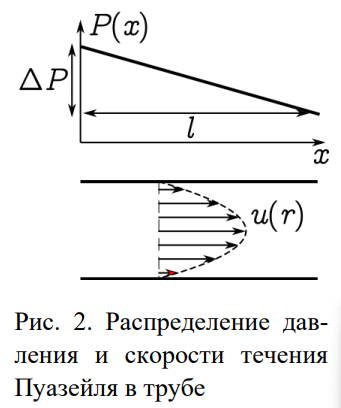 P(x)
ΔP
l
x
u(r)
Рис. 2. Распределение дав-
ления и скорости течения
Пуазейля в трубе